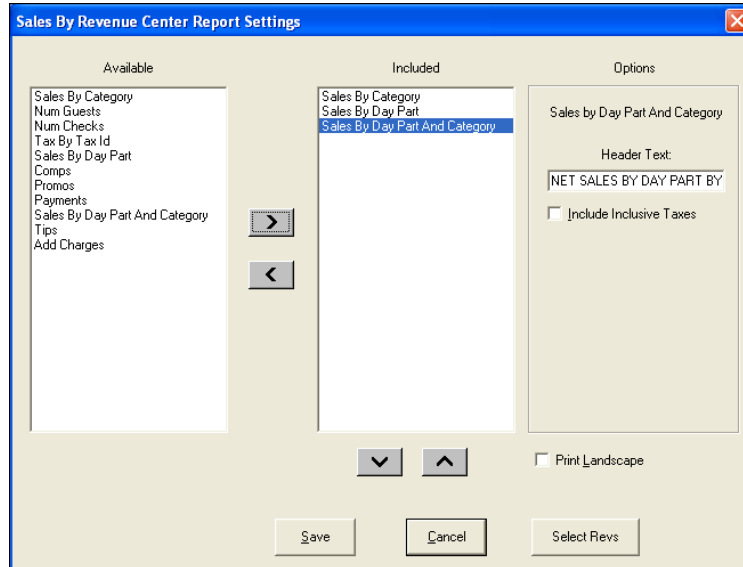 Sales By Revenue Center Report Settings
Available
Included
Options
Sales By Category
Num Guests
Num Checks
Tax By Tax Id
Sales By Day Part
Comps
Promos
Payments
Sales By Day Part And Category
Tips
Add Charges
Sales By Category
Sales By Day Part
Sales By Day Part And Category
Sales by Day Part And Category
Header Text:
NET SALES BY DAY PART BY
Include Inclusive Taxes
Print Landscape
Save
Cancel
Select Revs